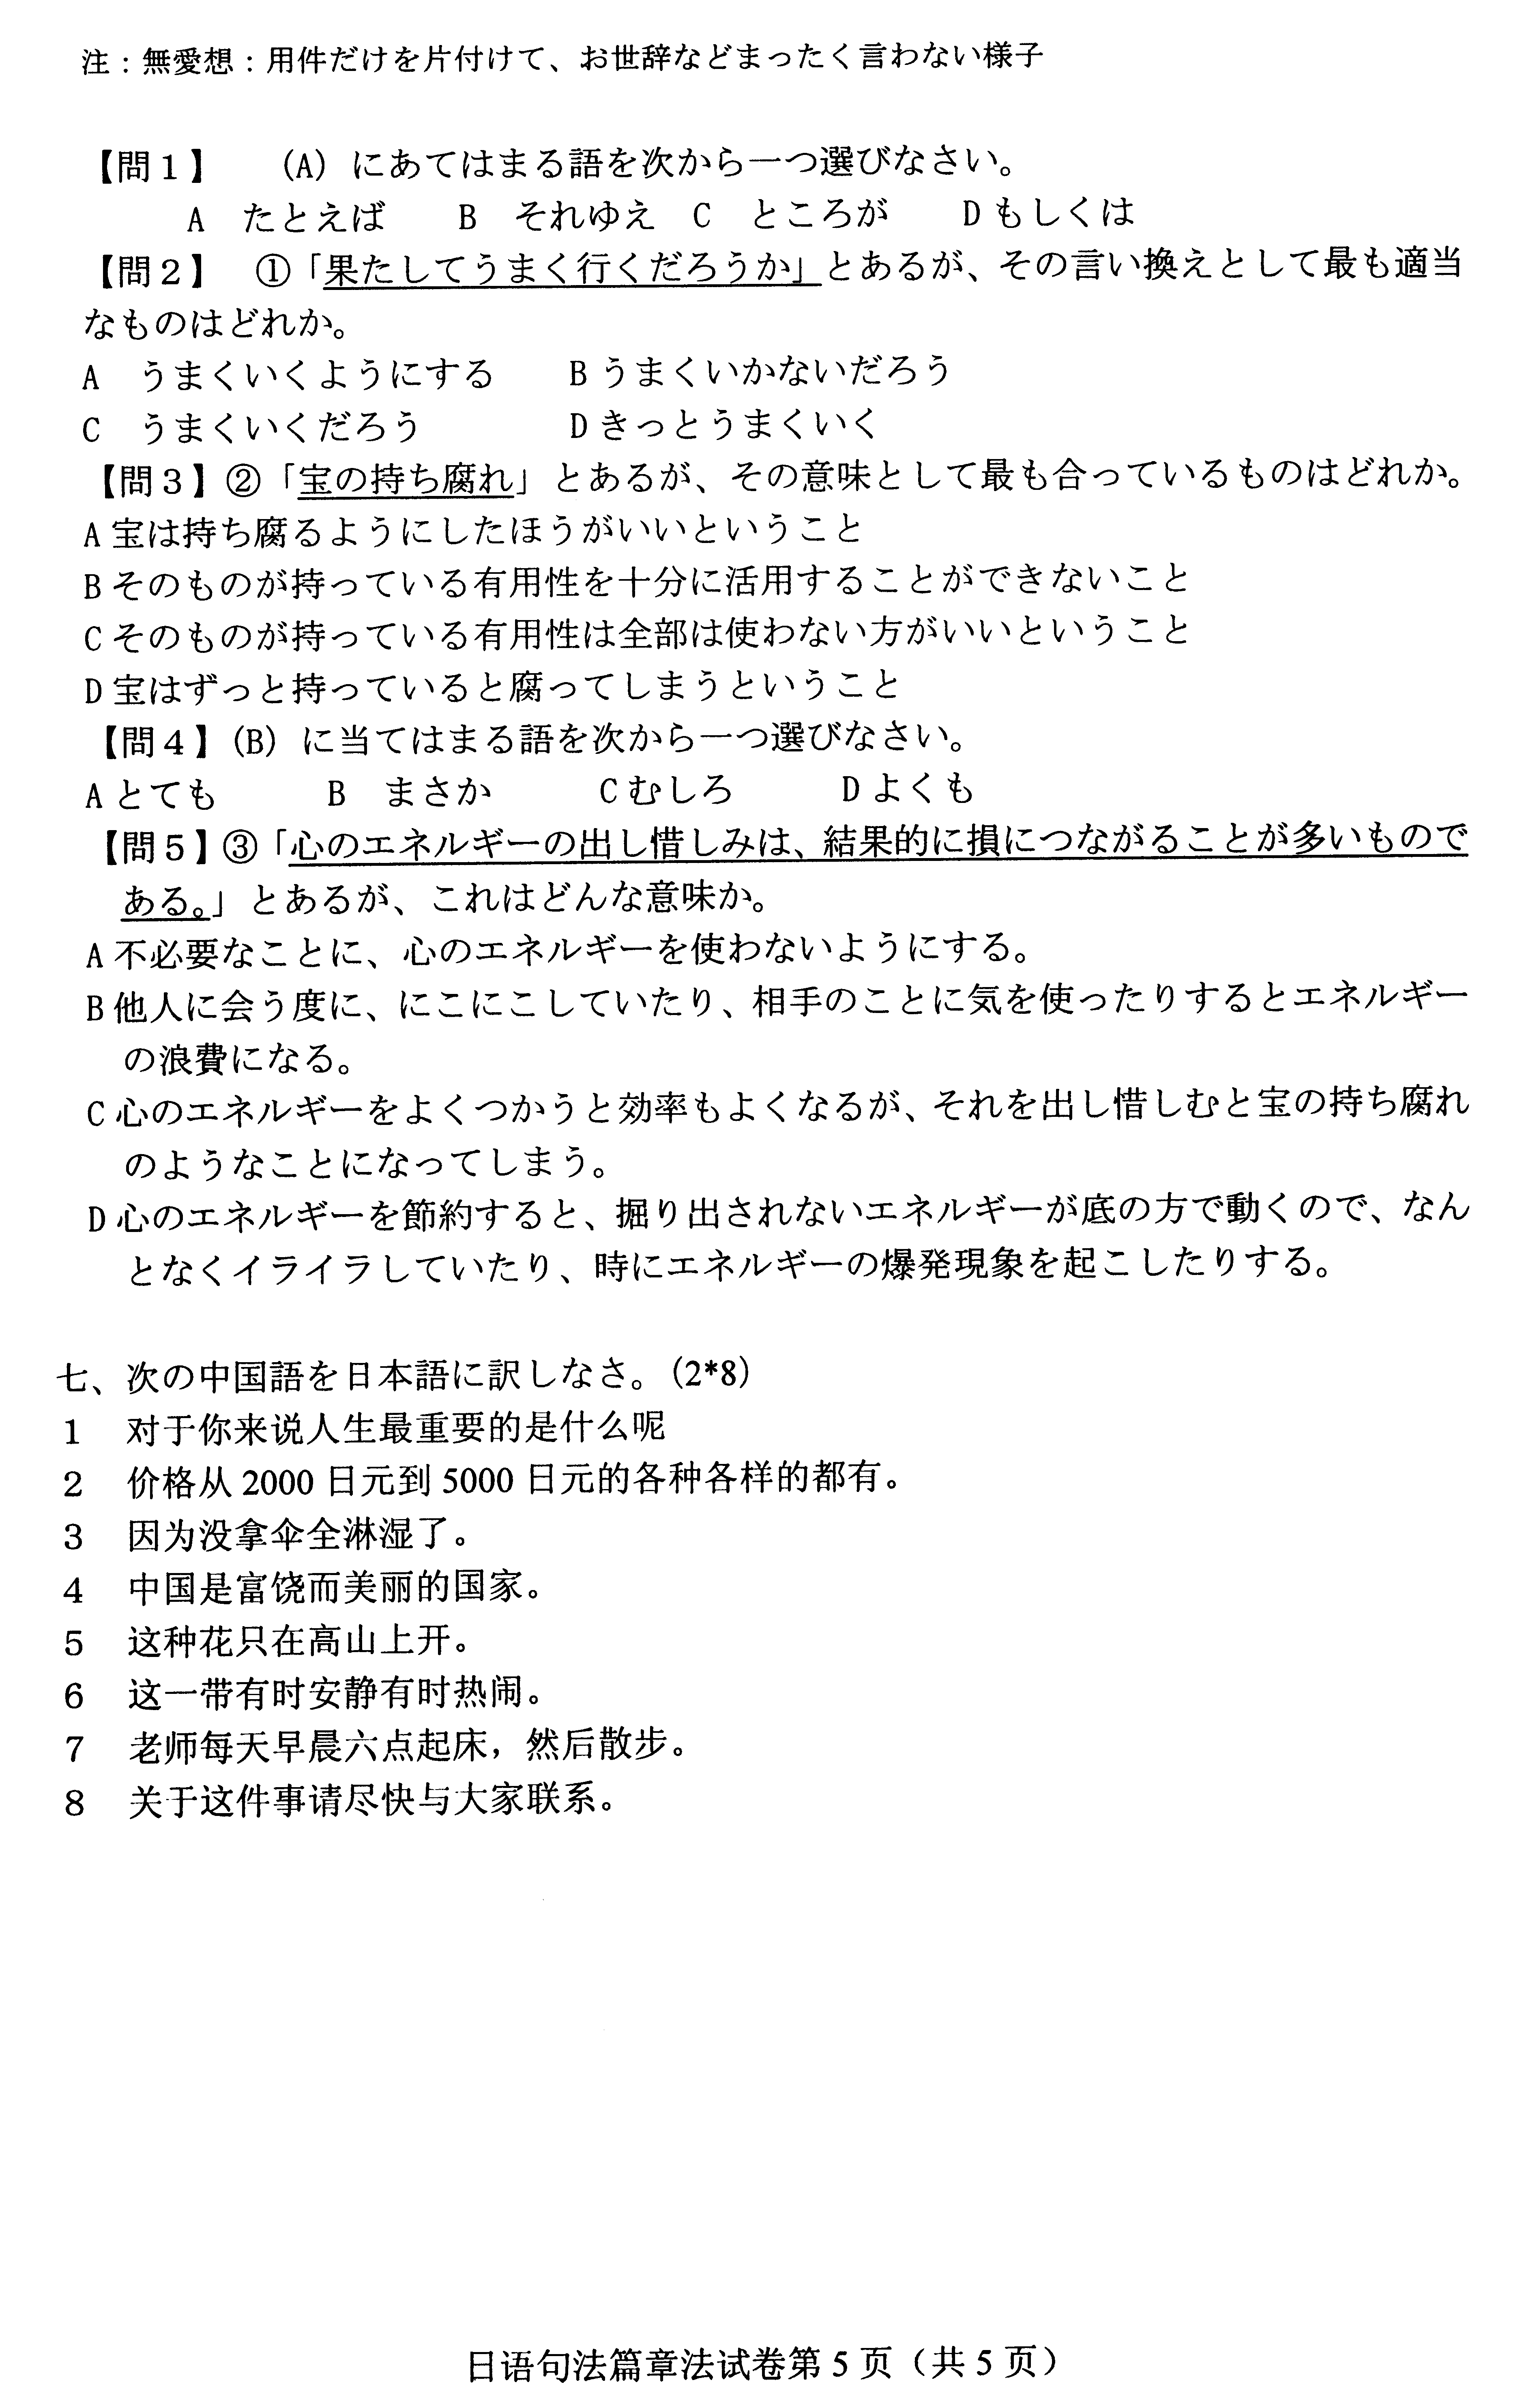 注：無愛想：用件だけを片付けて、お世辞などまったく言わない様子
【問１】　（A）にあてはまる語を次から一つ選びなさい。
A　たとえば　　B　それゆえ　C　ところが　　D もしくは
【問２】　①「果たしてうまく行くだろうか」とあるが、その言い換えとして最も適当
なものはどれか。
A　うまくいくようにする　　B うまくいかないだろう
C　うまくいくだろう　　　　D きっとうまくいく
【問３】②「宝の持ち腐れ」とあるが、その意味として最も合っているものはどれか。
A 宝は持ち腐るようにしたほうがいいということ
B そのものが持っている有用性を十分に活用することができないこと
C そのものが持っている有用性は全部は使わない方がいいということ
D 宝はずっと持っていると腐ってしまうということ
【問４】（B）に当てはまる語を次から一つ選びなさい。
A とても　　　B　まさか　　　C むしろ　　　D よくも
【問５】③「心のエネルギーの出し惜しみは、結果的に損につながることが多いもので
ある。」とあるが、これはどんな意味か。
A 不必要なことに、心のエネルギーを使わないようにする。
B 他人に会う度に、にこにこしていたり、相手のことに気を使ったりするとエネルギー
の浪費になる。
C 心のエネルギーをよくつかうと効率もよくなるが、それを出し惜しむと宝の持ち腐れ
のようなことになってしまう。
D 心のエネルギーを節約すると、掘り出されないエネルギーが底の方で動くので、なん
となくイライラしていたり、時にエネルギーの爆発現象を起こしたりする。
七、次の中国語を日本語に訳しなさ。（2*8）
1　对于你来说人生最重要的是什么呢
2　价格从 2000 日元到 5000 日元的各种各样的都有。
3　因为没拿伞全淋湿了。
4　中国是富饶而美丽的国家。
5　这种花只在高山上开。
6　这一带有时安静有时热闹。
7　老师每天早晨六点起床，然后散步。
8　关于这件事请尽快与大家联系。
日语句法篇章法试卷第 5 页（共 5 页）